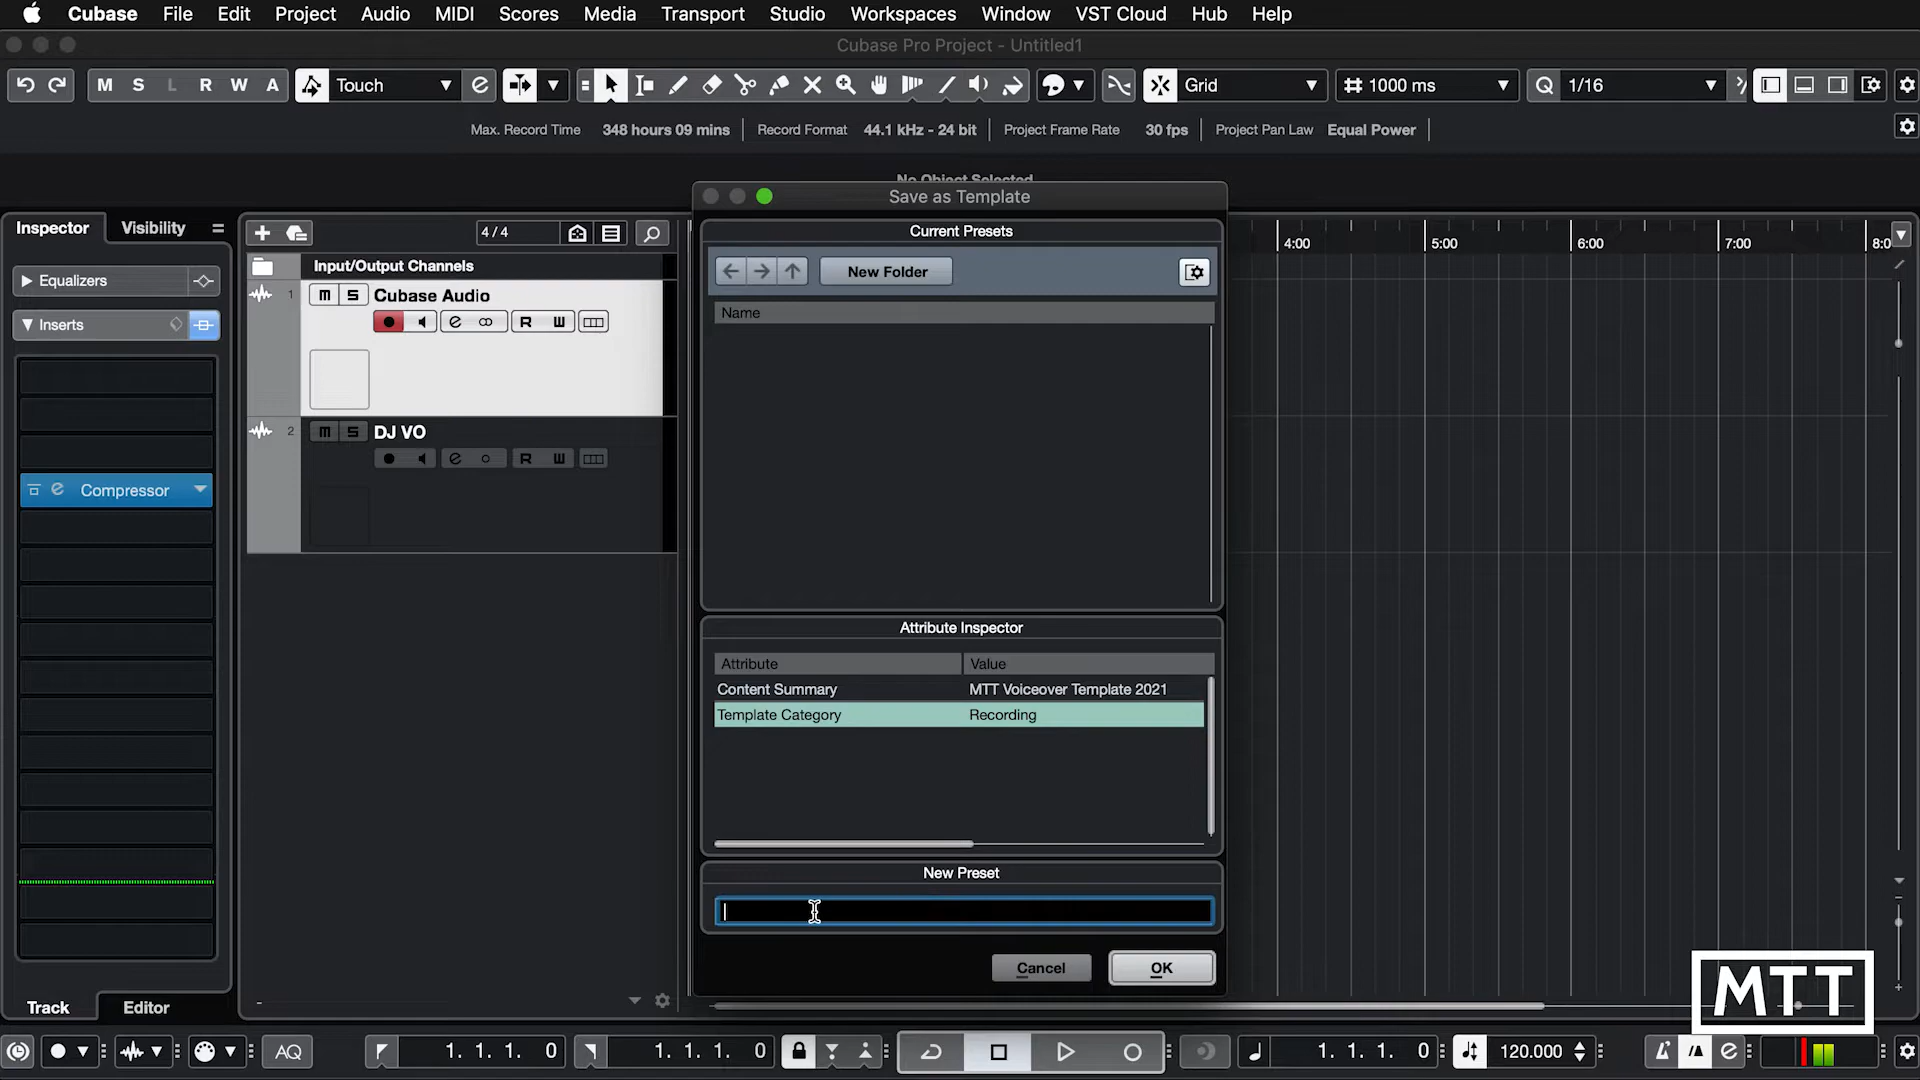 Cubase File Edit Project Audio MIDI Scores Media Transport Studio Workspaces Window VST Cloud Hub Help
Cubase Pro Project - Untitled1
M S L R W A Touch e Grid 1000 ms Q 1/16
Max. Record Time 348 hours 09 mins Record Format 44.1 kHz - 24 bit Project Frame Rate 30 fps Project Pan Law Equal Power
No Object Selected
Save as Template
Inspector Visibility
4 / 4
Current Presets
4:00 5:00 6:00 7:00 8:0
Input/Output Channels
New Folder
Equalizers
1 m S Cubase Audio
Name
Inserts
e R W
2 m S DJ VO
e R W
e Compressor
Attribute Inspector
Attribute Value
Content Summary MTT Voiceover Template 2021
Template Category Recording
New Preset
Cancel OK
Track Editor
MTT
AQ 1. 1. 1. 0 1. 1. 1. 0 1. 1. 1. 0 120.000 e